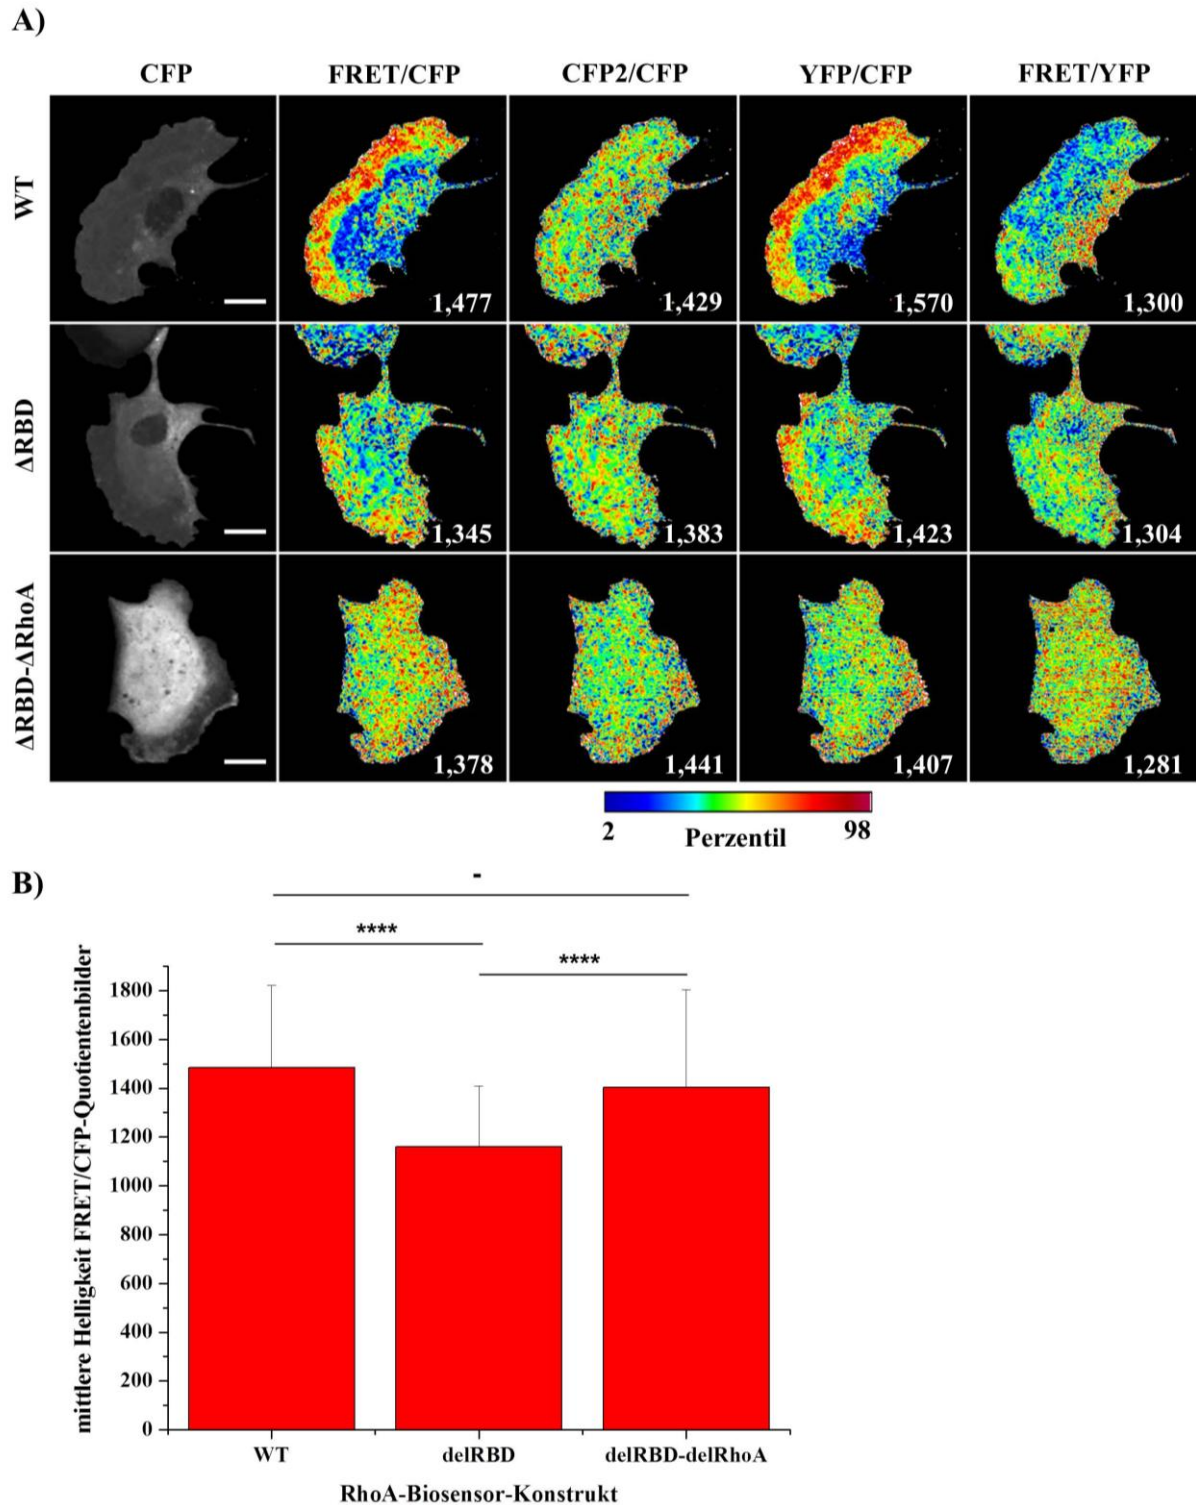 A)
CFP FRET/CFP CFP2/CFP YFP/CFP FRET/YFP
WT
1,477 1,429 1,570 1,300
ΔRBD
1,345 1,383 1,423 1,304
ΔRBD-ΔRhoA
1,378 1,441 1,407 1,281
2 Perzentil 98
B)
-
****
****
mittlere Helligkeit FRET/CFP-Quotientenbilder
1800
1600
1400
1200
1000
800
600
400
200
0
WT delRBD delRBD-delRhoA
RhoA-Biosensor-Konstrukt